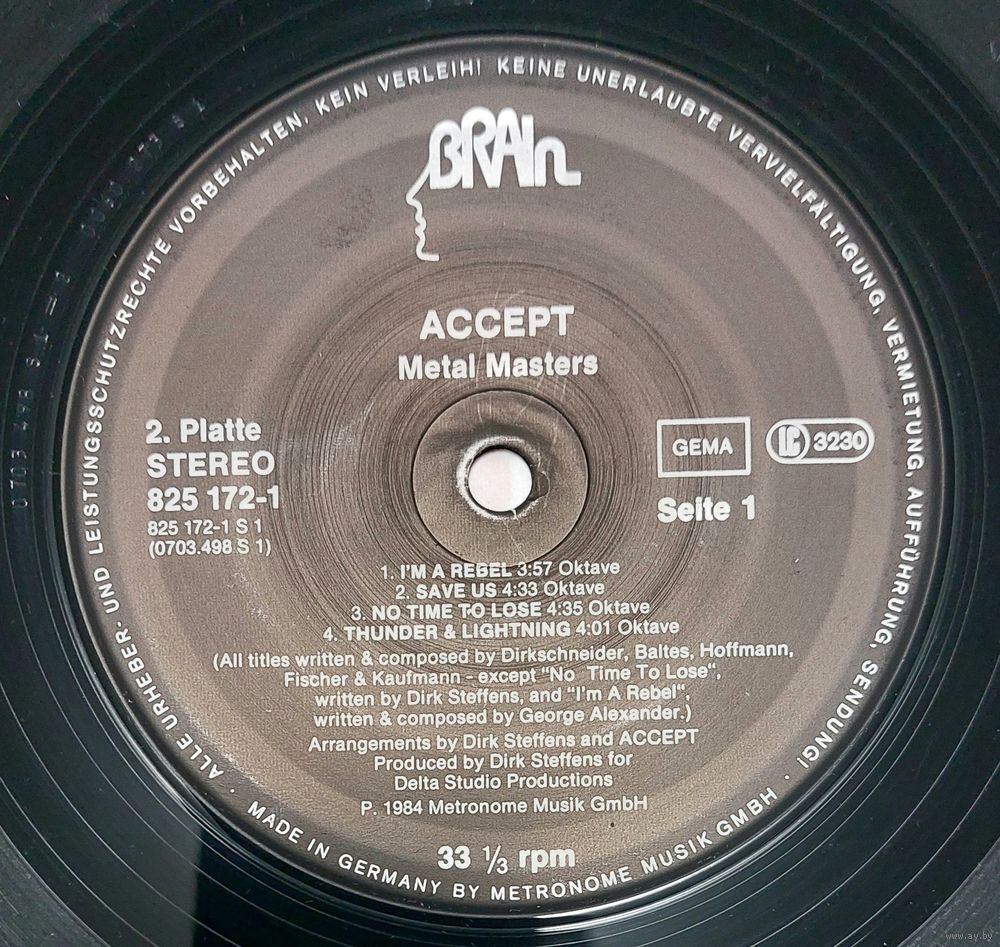 ALLE URHEBER- UND LEISTUNGSSCHUTZRECHTE VORBEHALTEN, KEIN VERLEIH! KEINE UNERLAUBTE VERVIELFÄLTIGUNG, VERMIETUNG, AUFFÜHRUNG, SENDUNG!
BRAIn
ACCEPT
Metal Masters
2. Platte
STEREO
825 172-1
825 172-1 S 1
(0703.498 S 1)
GEMA
LC 3230
Seite 1
1. I'M A REBEL 3:57 Oktave
2. SAVE US 4:33 Oktave
3. NO TIME TO LOSE 4:35 Oktave
4. THUNDER & LIGHTNING 4:01 Oktave
(All titles written & composed by Dirkschneider, Baltes, Hoffmann,
Fischer & Kaufmann - except "No Time To Lose",
written by Dirk Steffens, and "I'm A Rebel",
written & composed by George Alexander.)
Arrangements by Dirk Steffens and ACCEPT
Produced by Dirk Steffens for
Delta Studio Productions
P. 1984 Metronome Musik GmbH
33 1/3 rpm
· MADE IN GERMANY BY METRONOME MUSIK GMBH ·
www.ay.by